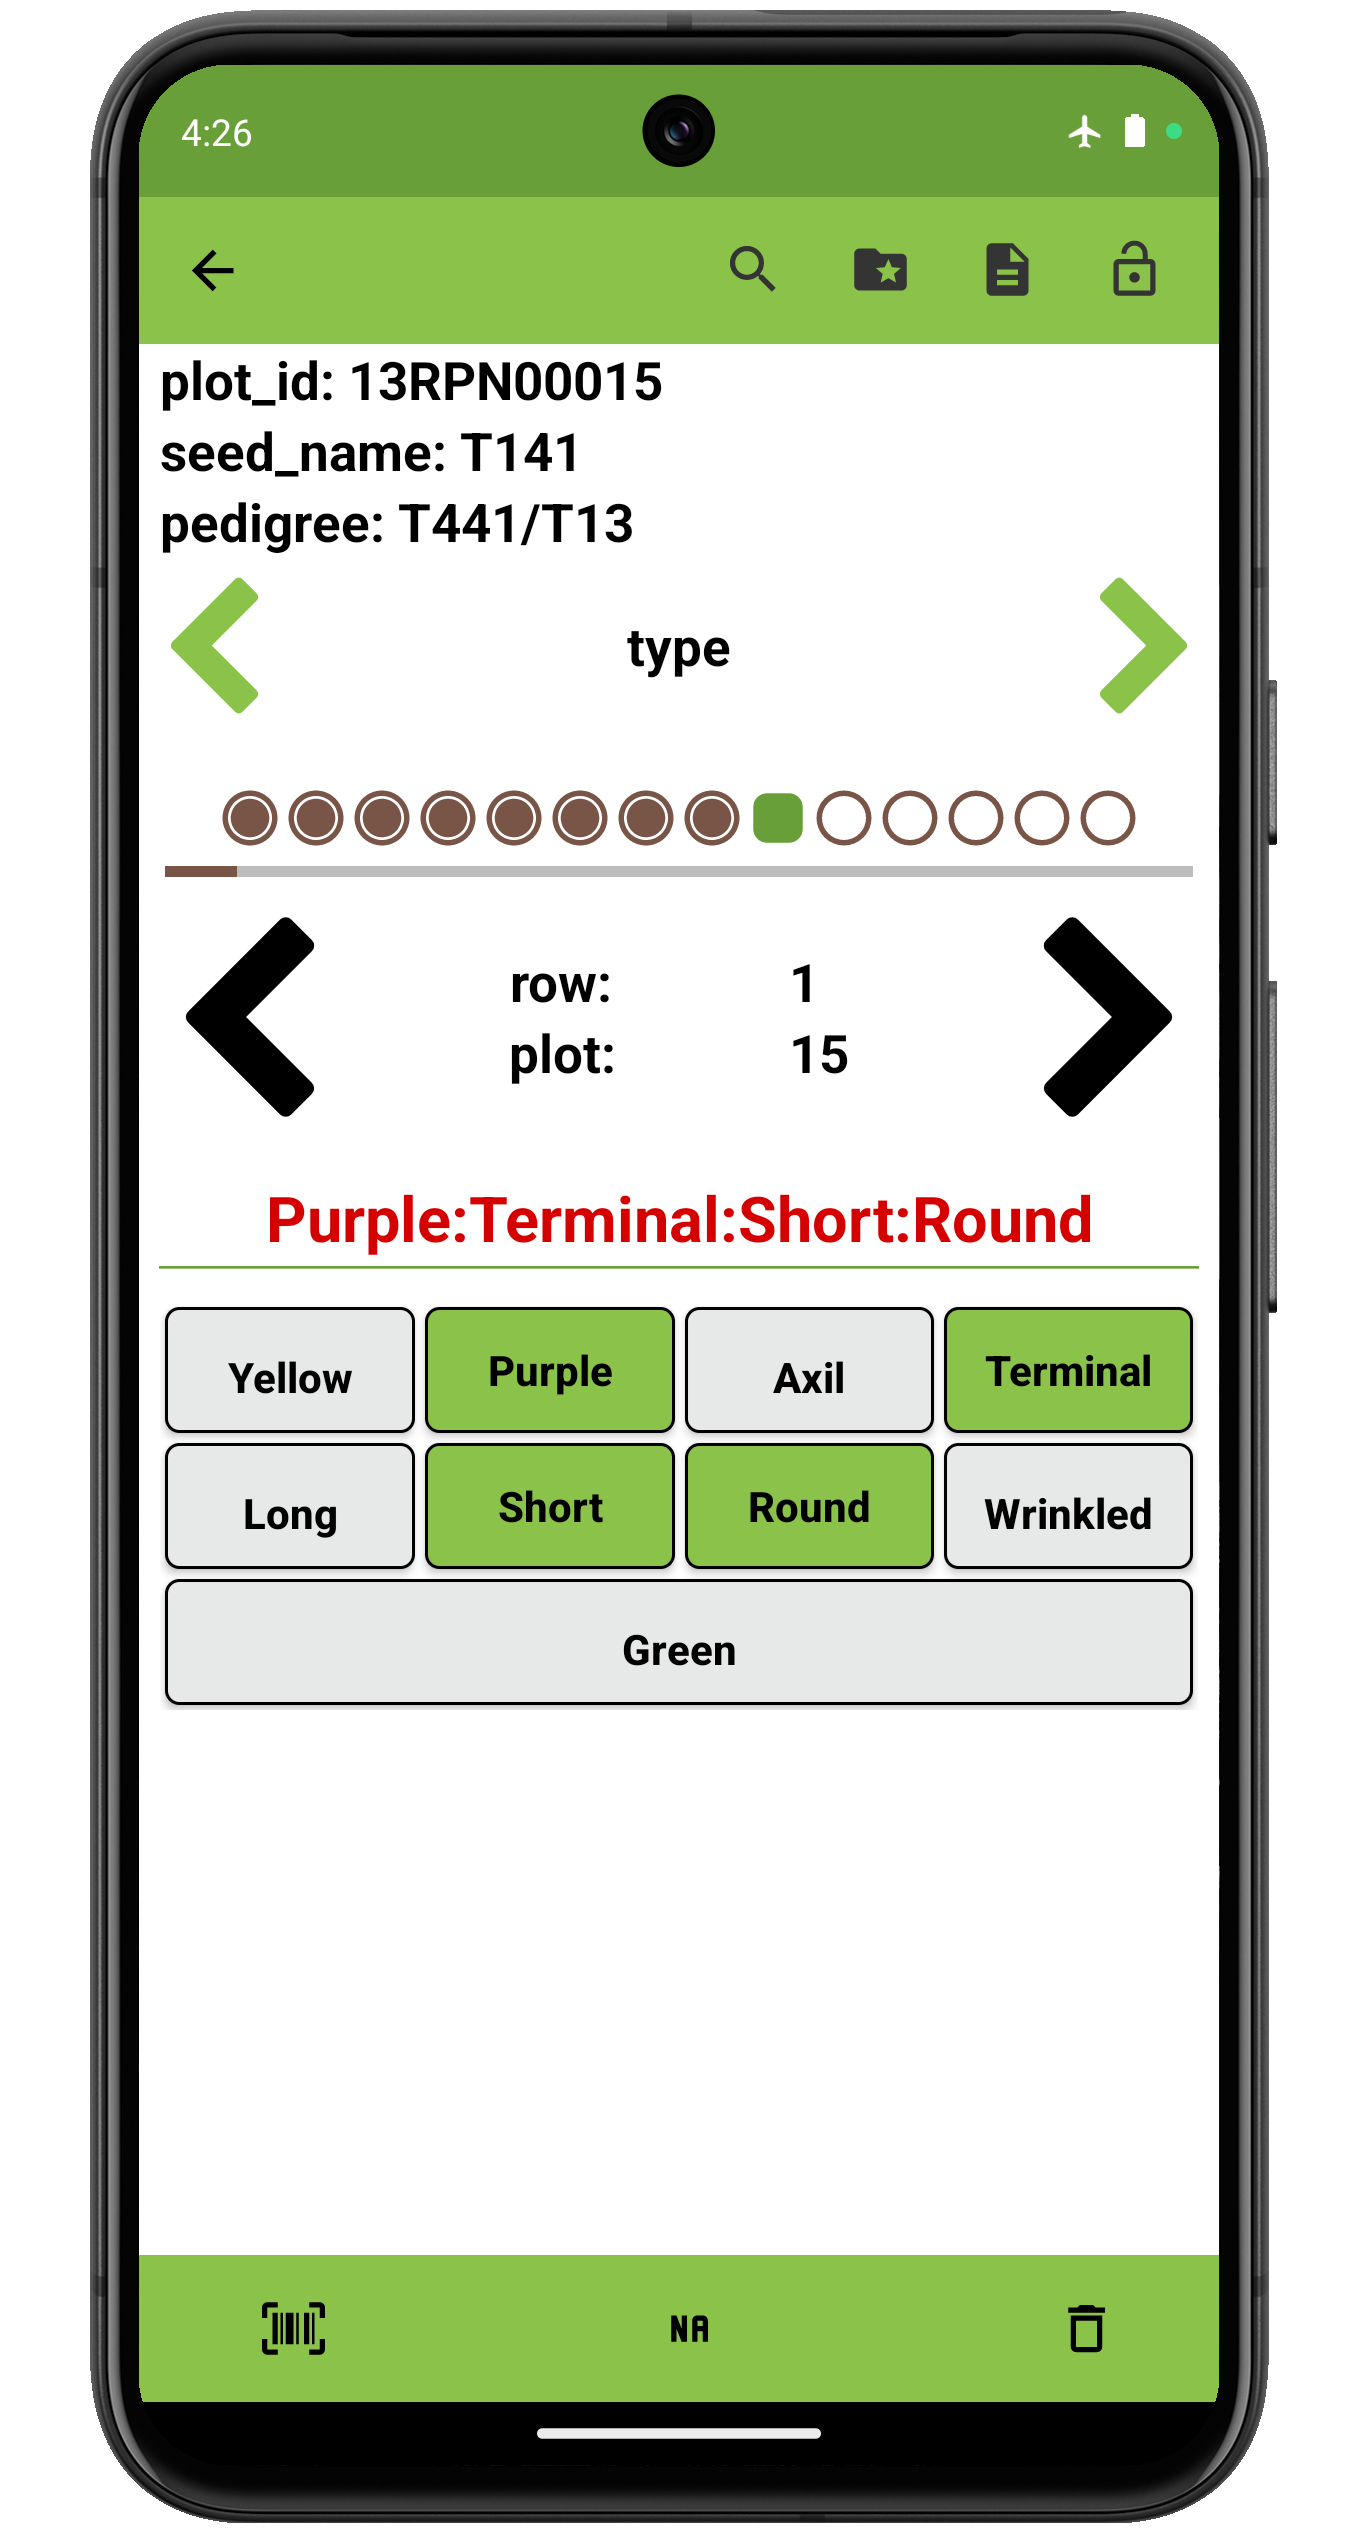 4:26
plot_id: 13RPN00015
seed_name: T141
pedigree: T441/T13
type
row: 1
plot: 15
Purple:Terminal:Short:Round
Yellow Purple Axil Terminal
Long Short Round Wrinkled
Green
NA